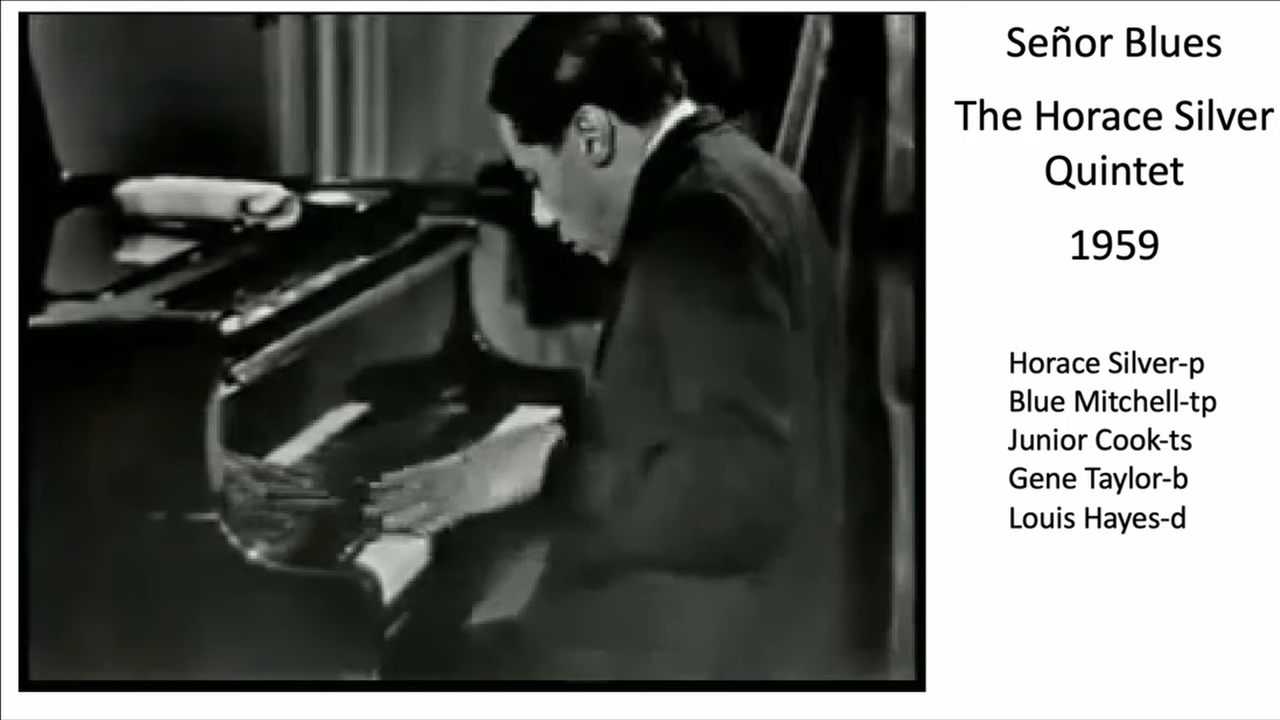 Señor Blues
The Horace Silver
Quintet
1959
Horace Silver-p
Blue Mitchell-tp
Junior Cook-ts
Gene Taylor-b
Louis Hayes-d